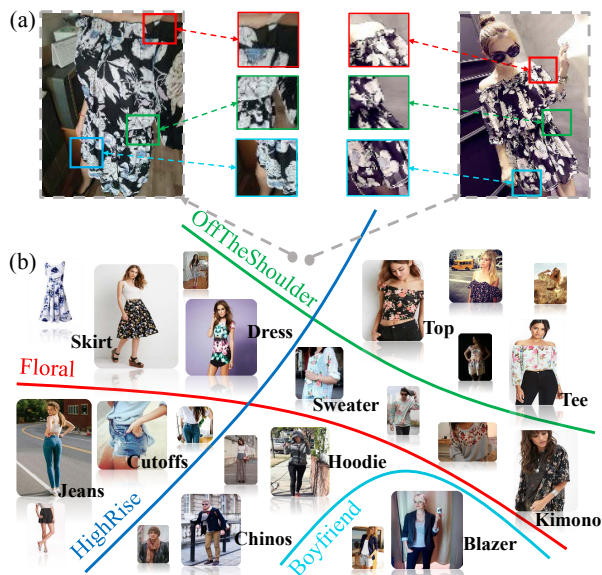 (a)
OffTheShoulder
(b)
Skirt
Dress
Top
Floral
Sweater
Tee
Jeans
Cutoffs
Hoodie
Kimono
HighRise
Chinos
Boyfriend
Blazer